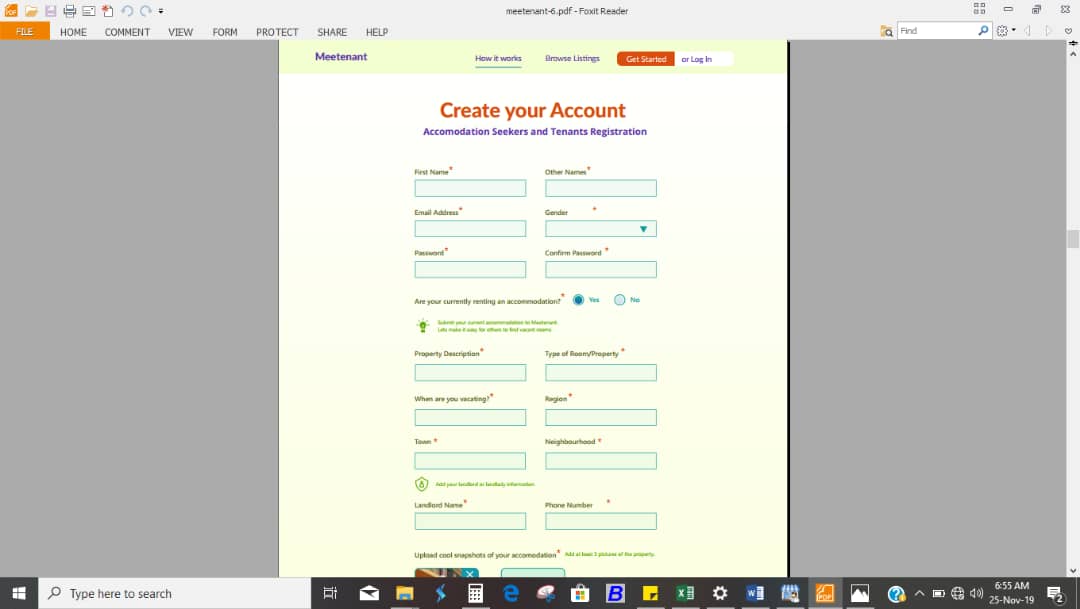 meetenant-6.pdf - Foxit Reader
FILE HOME COMMENT VIEW FORM PROTECT SHARE HELP
Find
Meetenant
How it works Browse Listings Get Started or Log In
Create your Account
Accomodation Seekers and Tenants Registration
First Name* Other Names*
Email Address* Gender *
Password* Confirm Password *
Are your currently renting an accommodation?* Yes No
Submit your current accommodation to Meetenant
Lets make it easy for others to find vacant rooms
Property Description* Type of Room/Property *
When are you vacating?* Region *
Town * Neighbourhood *
Add your landlord or landlady information
Landlord Name* Phone Number *
Upload cool snapshots of your accomodation* Add at least 3 pictures of the property.
Type here to search
6:55 AM
25-Nov-19
2